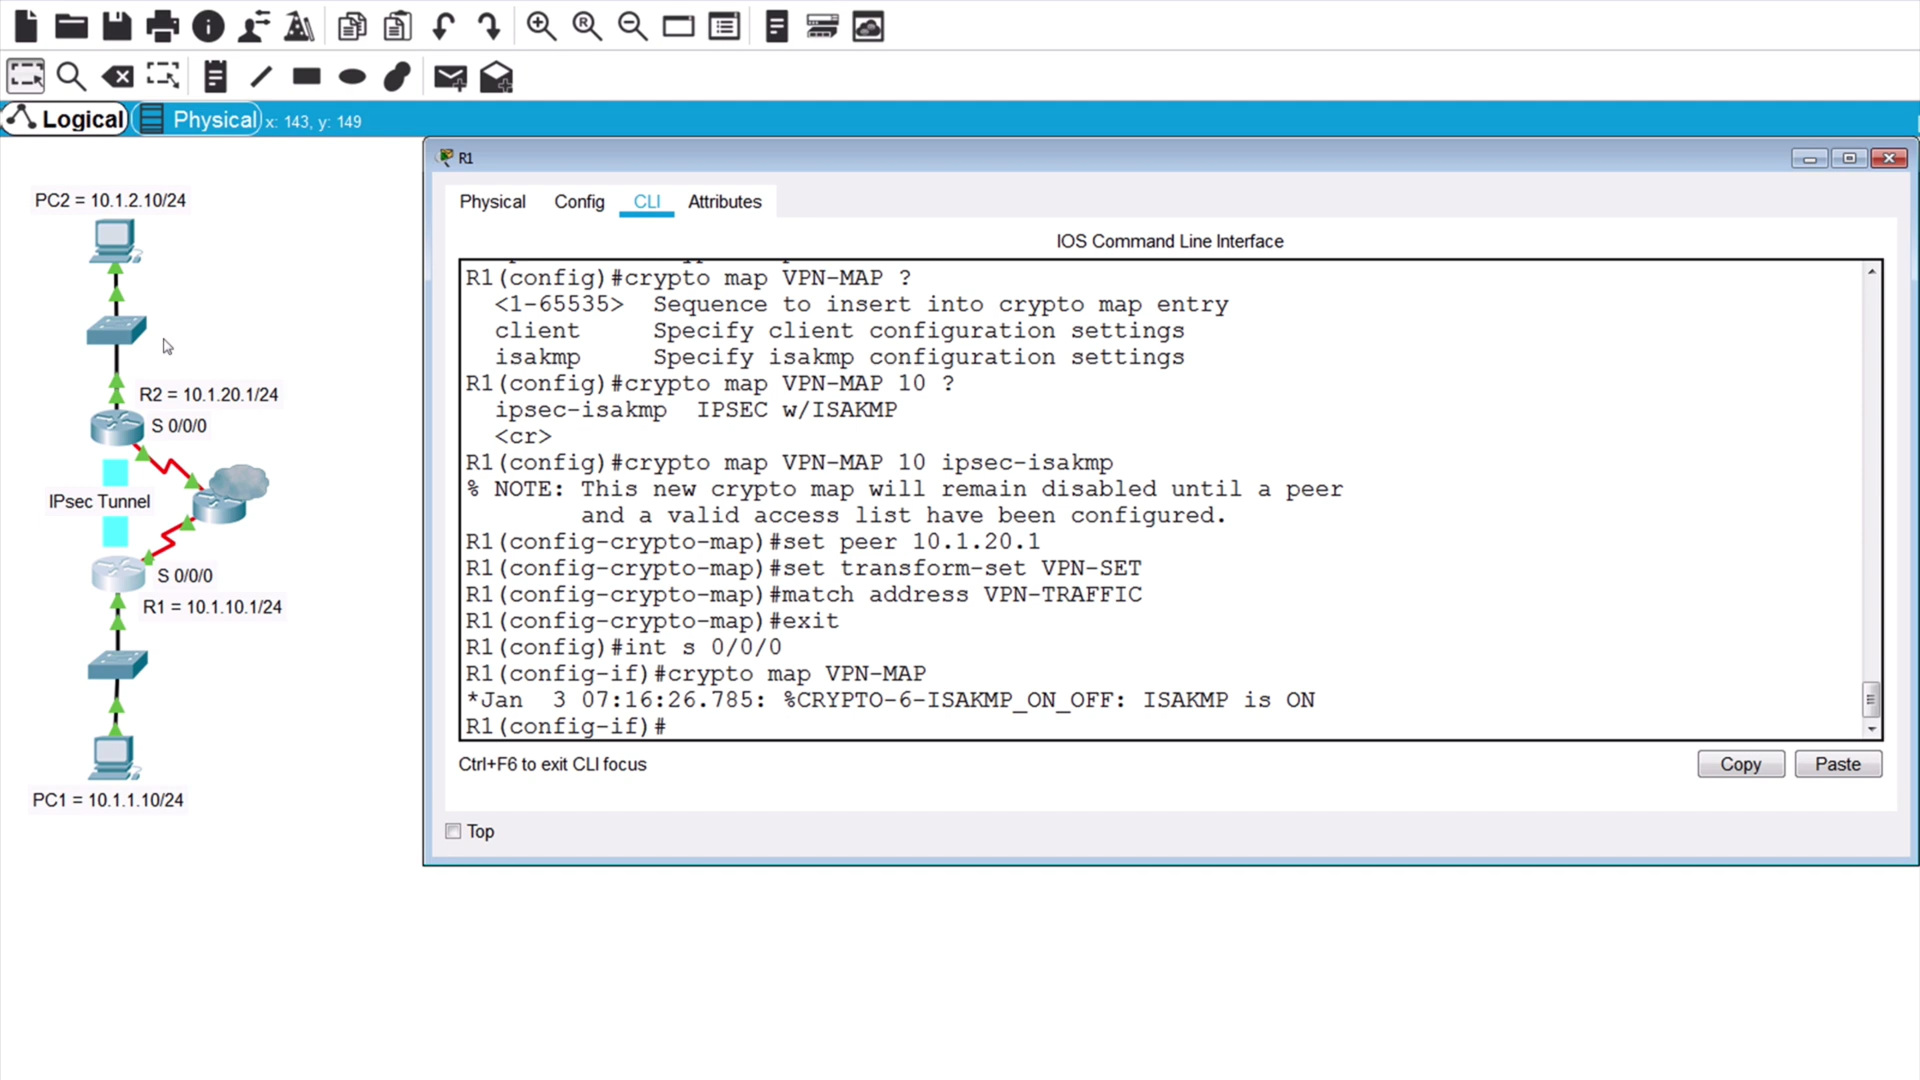 Logical
Physical
x: 143, y: 149
PC2 = 10.1.2.10/24
R2 = 10.1.20.1/24
S 0/0/0
IPsec Tunnel
S 0/0/0
R1 = 10.1.10.1/24
PC1 = 10.1.1.10/24
R1
Physical Config CLI Attributes
IOS Command Line Interface
R1(config)#crypto map VPN-MAP ?
<1-65535> Sequence to insert into crypto map entry
client Specify client configuration settings
isakmp Specify isakmp configuration settings
R1(config)#crypto map VPN-MAP 10 ?
ipsec-isakmp IPSEC w/ISAKMP
<cr>
R1(config)#crypto map VPN-MAP 10 ipsec-isakmp
% NOTE: This new crypto map will remain disabled until a peer
and a valid access list have been configured.
R1(config-crypto-map)#set peer 10.1.20.1
R1(config-crypto-map)#set transform-set VPN-SET
R1(config-crypto-map)#match address VPN-TRAFFIC
R1(config-crypto-map)#exit
R1(config)#int s 0/0/0
R1(config-if)#crypto map VPN-MAP
*Jan 3 07:16:26.785: %CRYPTO-6-ISAKMP_ON_OFF: ISAKMP is ON
R1(config-if)#
Ctrl+F6 to exit CLI focus
Copy Paste
Top